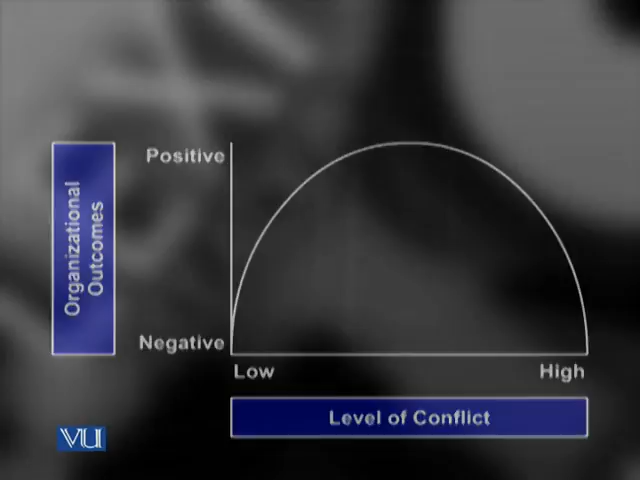 Positive
Organizational
Outcomes
Negative
Low
High
Level of Conflict
VU